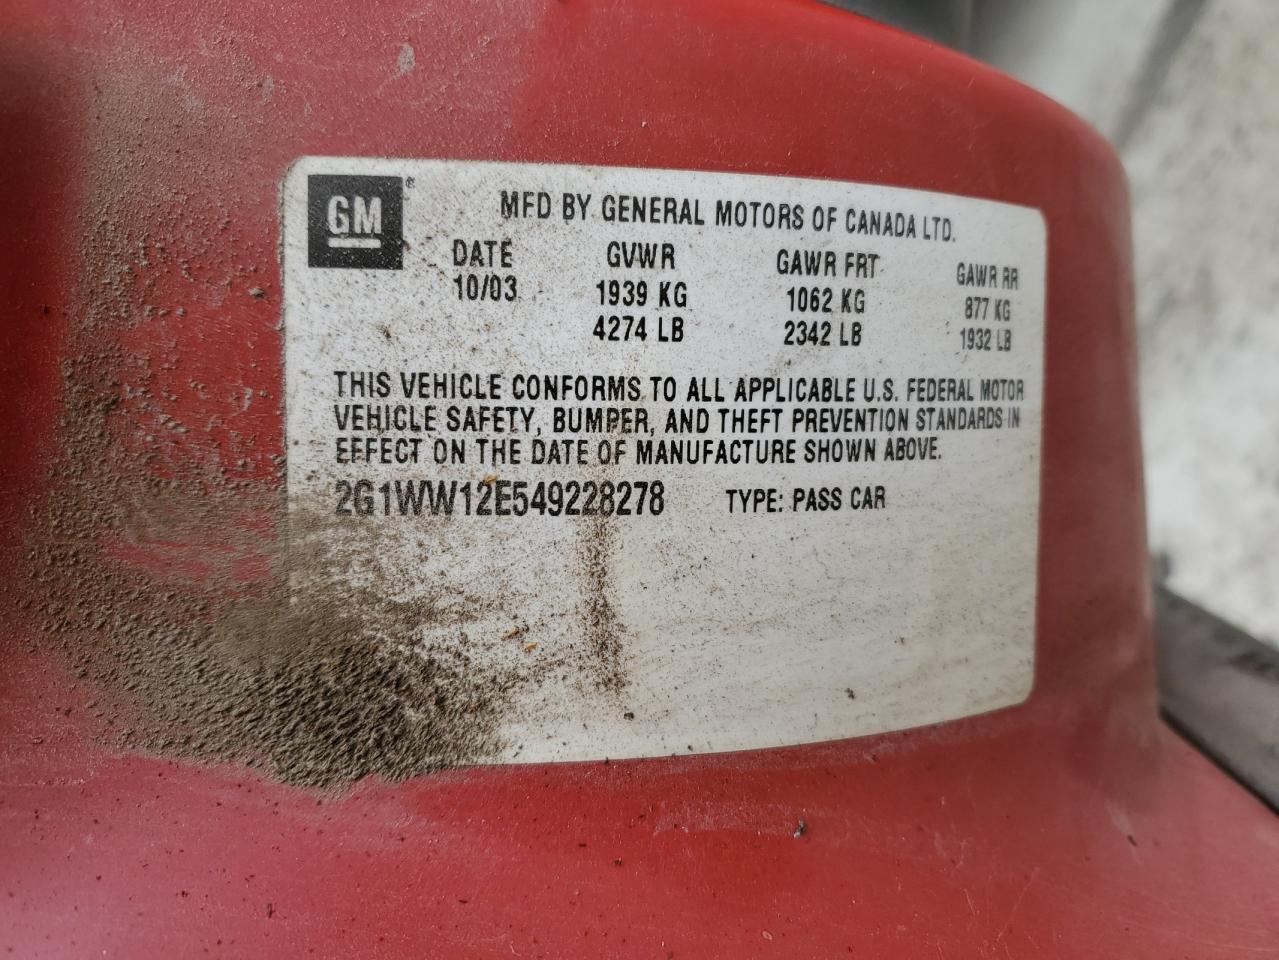 GM
MFD BY GENERAL MOTORS OF CANADA LTD.
DATE GVWR GAWR FRT GAWR RR
10/03 1939 KG 1062 KG 877 KG
4274 LB 2342 LB 1932 LB
THIS VEHICLE CONFORMS TO ALL APPLICABLE U.S. FEDERAL MOTOR
VEHICLE SAFETY, BUMPER, AND THEFT PREVENTION STANDARDS IN
EFFECT ON THE DATE OF MANUFACTURE SHOWN ABOVE.
2G1WW12E549228278 TYPE: PASS CAR